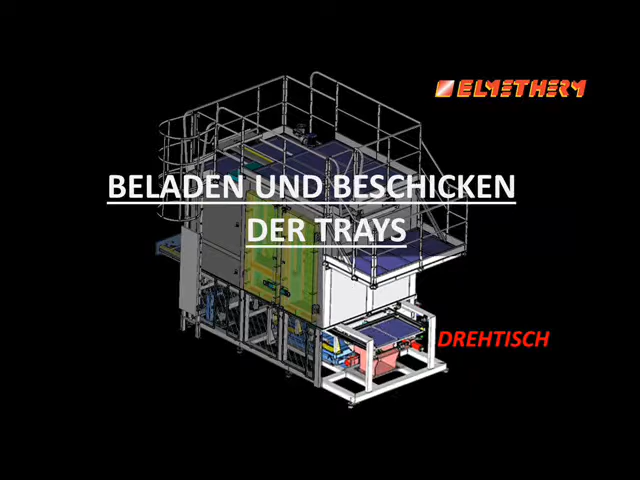 ELMETHERM
BELADEN UND BESCHICKEN
DER TRAYS
DREHTISCH